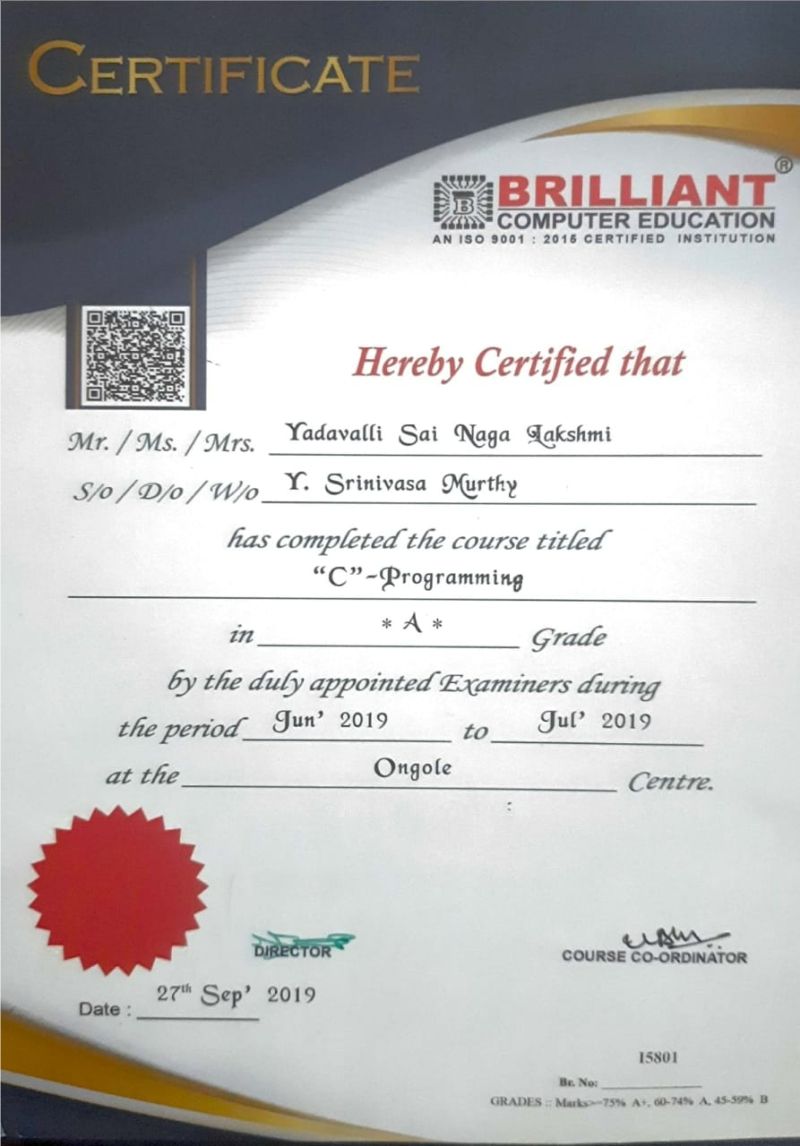 CERTIFICATE
BRILLIANT®
COMPUTER EDUCATION
AN ISO 9001 : 2015 CERTIFIED INSTITUTION
Hereby Certified that
Mr. / Ms. / Mrs. Yadavalli Sai Naga Lakshmi
S/o / D/o / W/o Y. Srinivasa Murthy
has completed the course titled
“C”-Programming
in * A * Grade
by the duly appointed Examiners during
the period Jun’ 2019 to Jul’ 2019
at the Ongole Centre.
DIRECTOR
COURSE CO-ORDINATOR
Date : 27th Sep’ 2019
15801
Br. No:
GRADES :: Marks>=75% A+, 60-74% A, 45-59% B